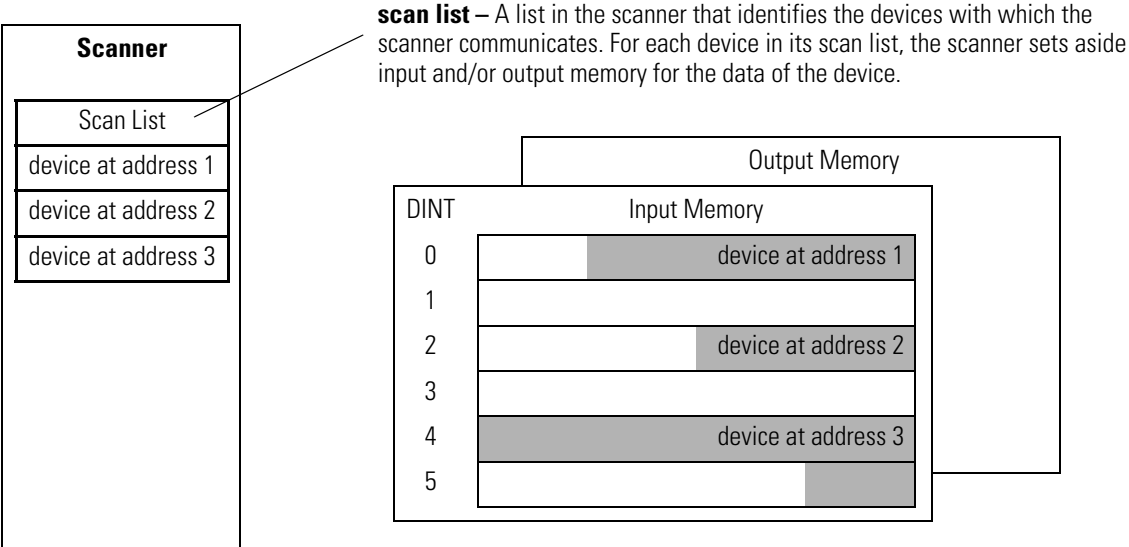 scan list – A list in the scanner that identifies the devices with which the
scanner communicates. For each device in its scan list, the scanner sets aside
input and/or output memory for the data of the device.
Scanner
Scan List
device at address 1
device at address 2
device at address 3
Output Memory
DINT Input Memory
0 device at address 1
1
2 device at address 2
3
4 device at address 3
5